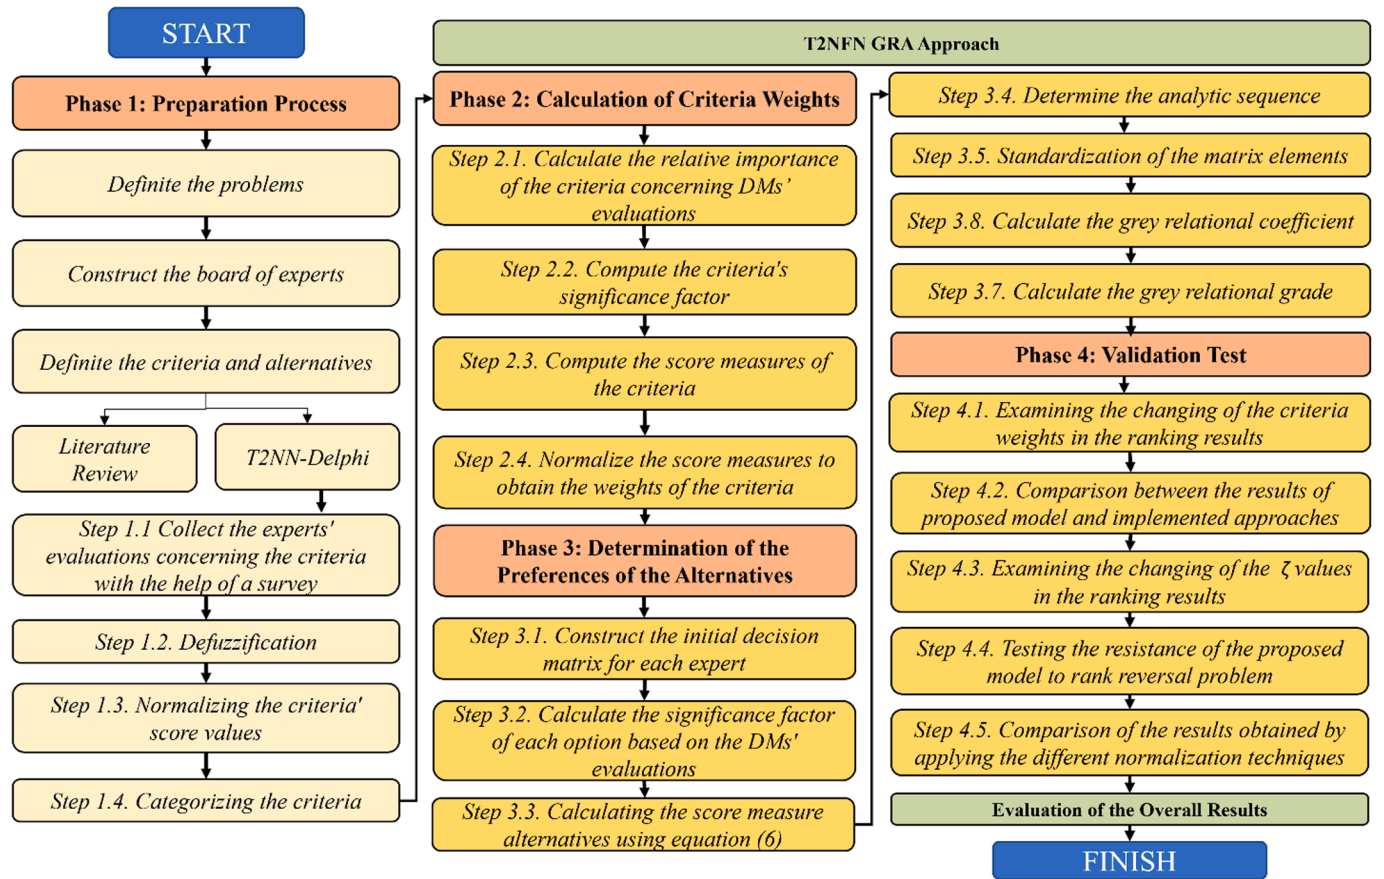 START
Phase 1: Preparation Process
Definite the problems
Construct the board of experts
Definite the criteria and alternatives
Literature
Review
T2NN-Delphi
Step 1.1 Collect the experts'
evaluations concerning the criteria
with the help of a survey
Step 1.2. Defuzzification
Step 1.3. Normalizing the criteria'
score values
Step 1.4. Categorizing the criteria
T2NFN GRA Approach
Phase 2: Calculation of Criteria Weights
Step 2.1. Calculate the relative importance
of the criteria concerning DMs’
evaluations
Step 2.2. Compute the criteria's
significance factor
Step 2.3. Compute the score measures of
the criteria
Step 2.4. Normalize the score measures to
obtain the weights of the criteria
Phase 3: Determination of the
Preferences of the Alternatives
Step 3.1. Construct the initial decision
matrix for each expert
Step 3.2. Calculate the significance factor
of each option based on the DMs'
evaluations
Step 3.3. Calculating the score measure
alternatives using equation (6)
Step 3.4. Determine the analytic sequence
Step 3.5. Standardization of the matrix elements
Step 3.8. Calculate the grey relational coefficient
Step 3.7. Calculate the grey relational grade
Phase 4: Validation Test
Step 4.1. Examining the changing of the criteria
weights in the ranking results
Step 4.2. Comparison between the results of
proposed model and implemented approaches
Step 4.3. Examining the changing of the ζ values
in the ranking results
Step 4.4. Testing the resistance of the proposed
model to rank reversal problem
Step 4.5. Comparison of the results obtained by
applying the different normalization techniques
Evaluation of the Overall Results
FINISH